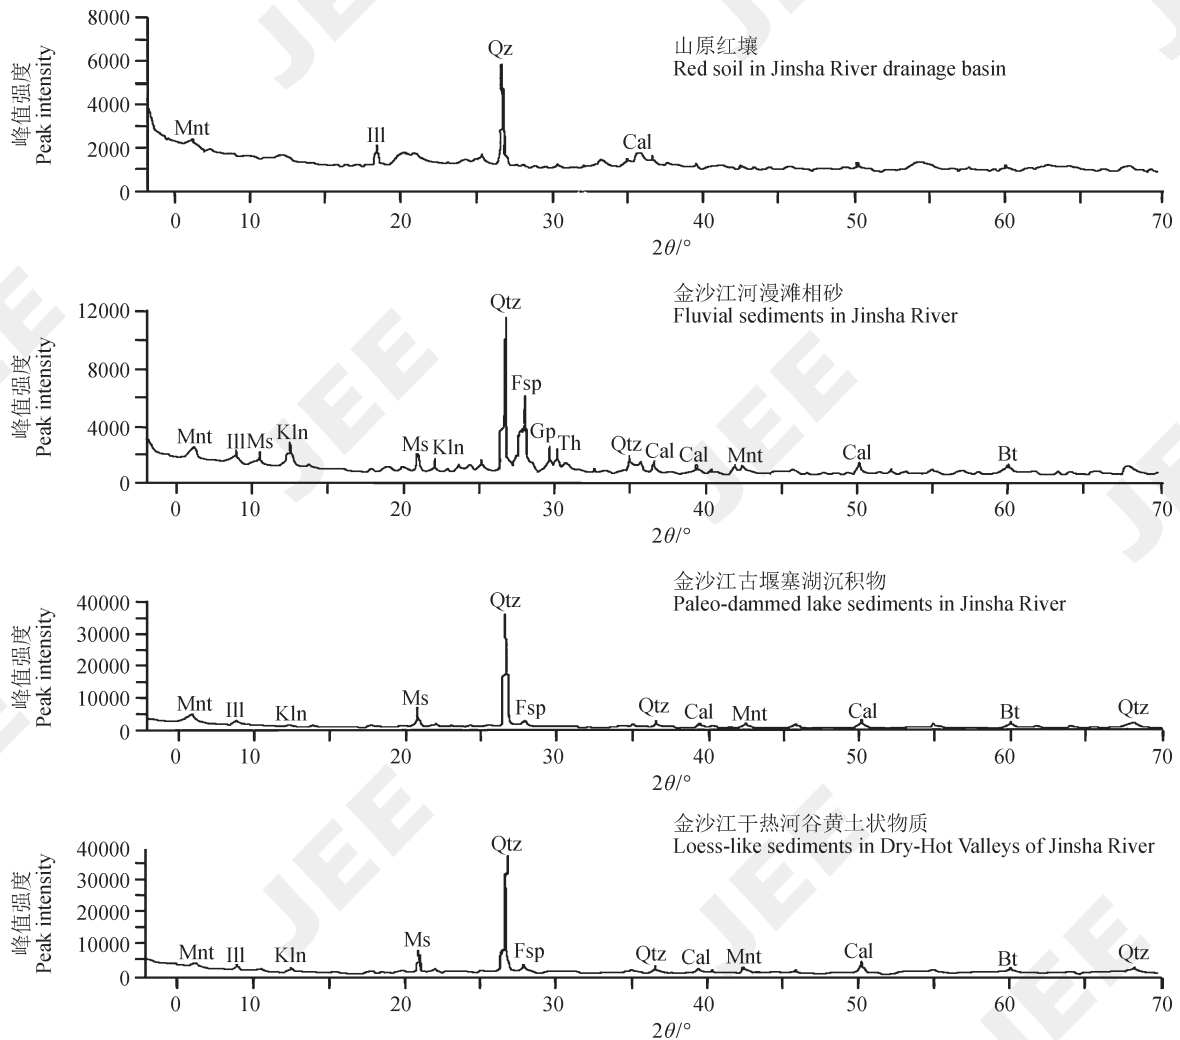 8000
6000
4000
2000
0
峰值强度
Peak intensity
山原红壤
Red soil in Jinsha River drainage basin
Mnt
Ill
Qz
Cal
0 10 20 30 40 50 60 70
2θ/°
12000
8000
4000
0
峰值强度
Peak intensity
金沙江河漫滩相砂
Fluvial sediments in Jinsha River
Mnt
Ill
Ms
Kln
Ms
Kln
Qtz
Fsp
Gp
Th
Qtz
Cal
Cal
Mnt
Cal
Bt
0 10 20 30 40 50 60 70
2θ/°
40000
30000
20000
10000
0
峰值强度
Peak intensity
金沙江古堰塞湖沉积物
Paleo-dammed lake sediments in Jinsha River
Mnt
Ill
Kln
Ms
Qtz
Fsp
Qtz
Cal
Mnt
Cal
Bt
Qtz
0 10 20 30 40 50 60 70
2θ/°
40000
30000
20000
10000
0
峰值强度
Peak intensity
金沙江干热河谷黄土状物质
Loess-like sediments in Dry-Hot Valleys of Jinsha River
Mnt
Ill
Kln
Ms
Qtz
Fsp
Qtz
Cal
Mnt
Cal
Bt
Qtz
0 10 20 30 40 50 60 70
2θ/°
JEE
JEE
JEE
JEE
JEE
JEE